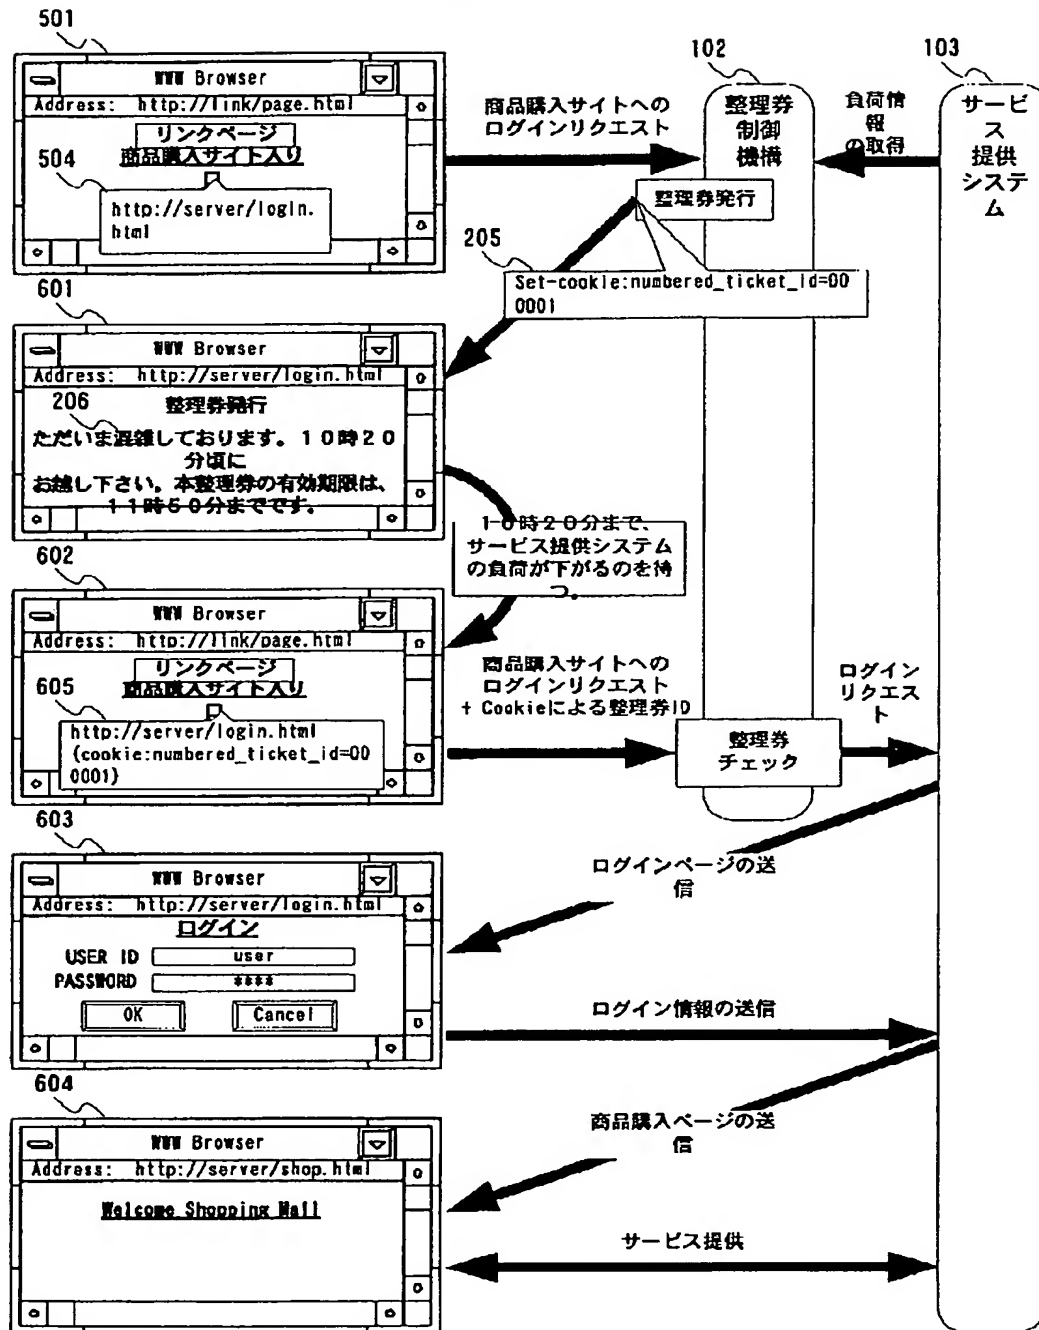 501
WWW Browser
Address: http://link/page.html
リンクページ
商品購入サイト入り
504
http://server/login.
html
商品購入サイトへの
ログインリクエスト
102
整理券
制御
機構
負荷情
報
の取得
103
サービ
ス
提供
システ
ム
整理券発行
205
Set-cookie:numbered_ticket_id=00
0001
601
WWW Browser
Address: http://server/login.html
206
整理券発行
ただいま混雑しております。10時20
分頃に
お越し下さい。本整理券の有効期限は、
11時50分までです。
10時20分まで、
サービス提供システム
の負荷が下がるのを待
つ。
602
WWW Browser
Address: http://link/page.html
リンクページ
商品購入サイト入り
605
http://server/login.html
(cookie:numbered_ticket_id=00
0001)
商品購入サイトへの
ログインリクエスト
+ Cookieによる整理券ID
整理券
チェック
ログイン
リクエス
ト
603
WWW Browser
Address: http://server/login.html
ログイン
USER ID user
PASSWORD ****
OK Cancel
ログインページの送
信
ログイン情報の送信
604
WWW Browser
Address: http://server/shop.html
Welcome Shopping Mall
商品購入ページの送
信
サービス提供